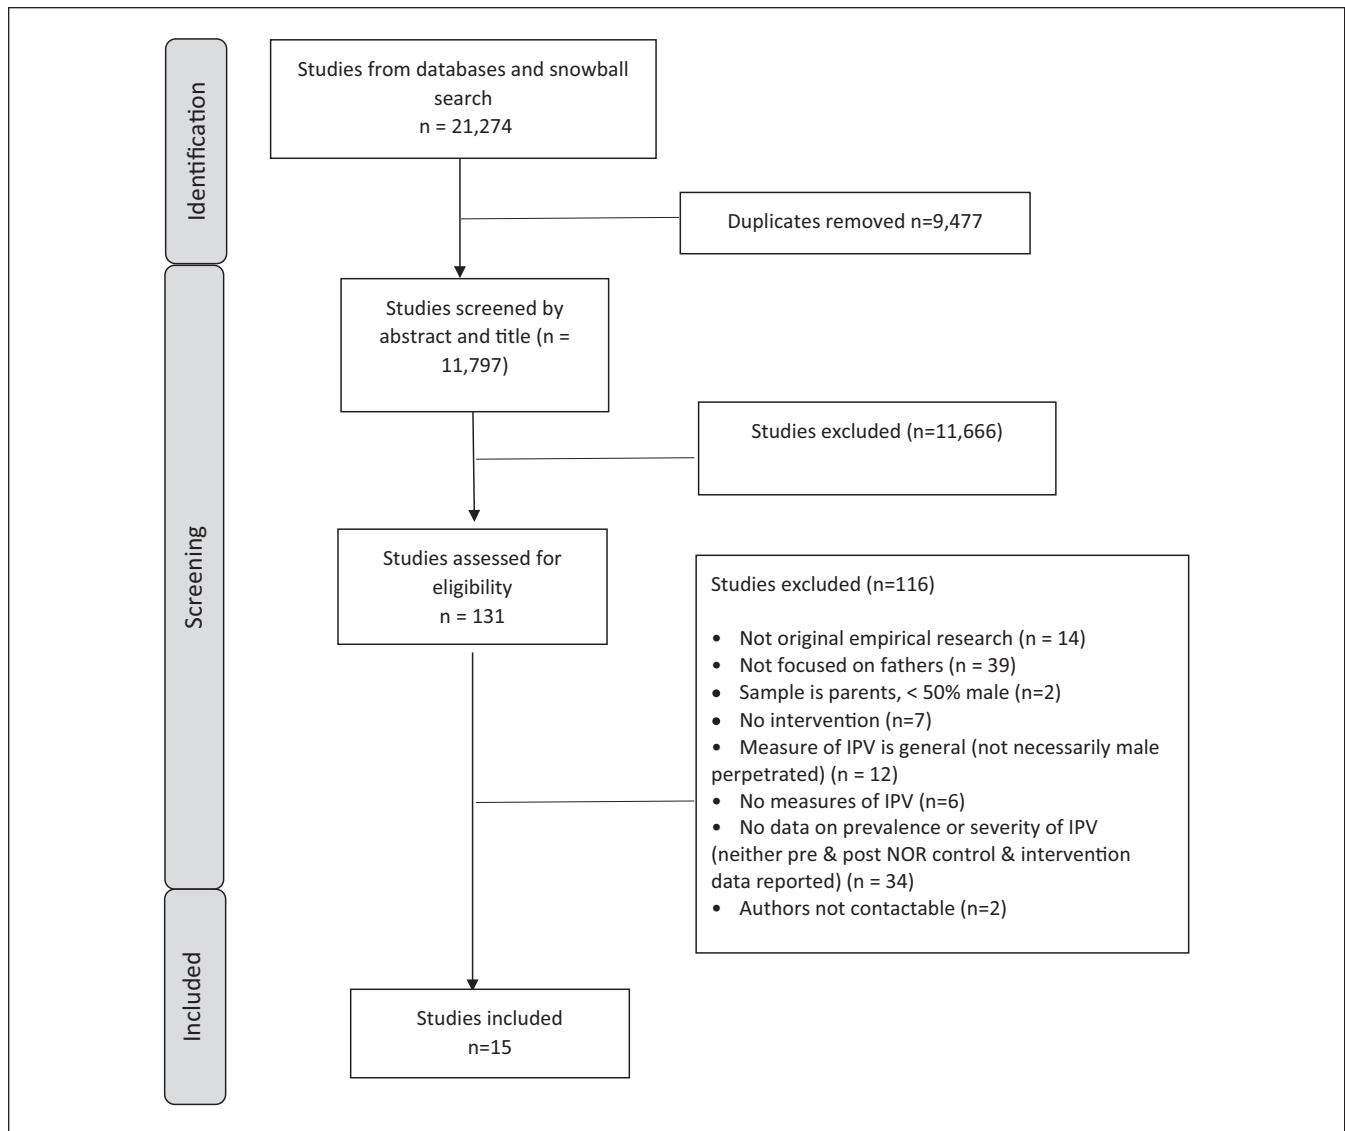 Identification
Studies from databases and snowball
search
n = 21,274
Duplicates removed n=9,477
Screening
Studies screened by
abstract and title (n =
11,797)
Studies excluded (n=11,666)
Studies assessed for
eligibility
n = 131
Studies excluded (n=116)
• Not original empirical research (n = 14)
• Not focused on fathers (n = 39)
• Sample is parents, < 50% male (n=2)
• No intervention (n=7)
• Measure of IPV is general (not necessarily male
perpetrated) (n = 12)
• No measures of IPV (n=6)
• No data on prevalence or severity of IPV
(neither pre & post NOR control & intervention
data reported) (n = 34)
• Authors not contactable (n=2)
Included
Studies included
n=15